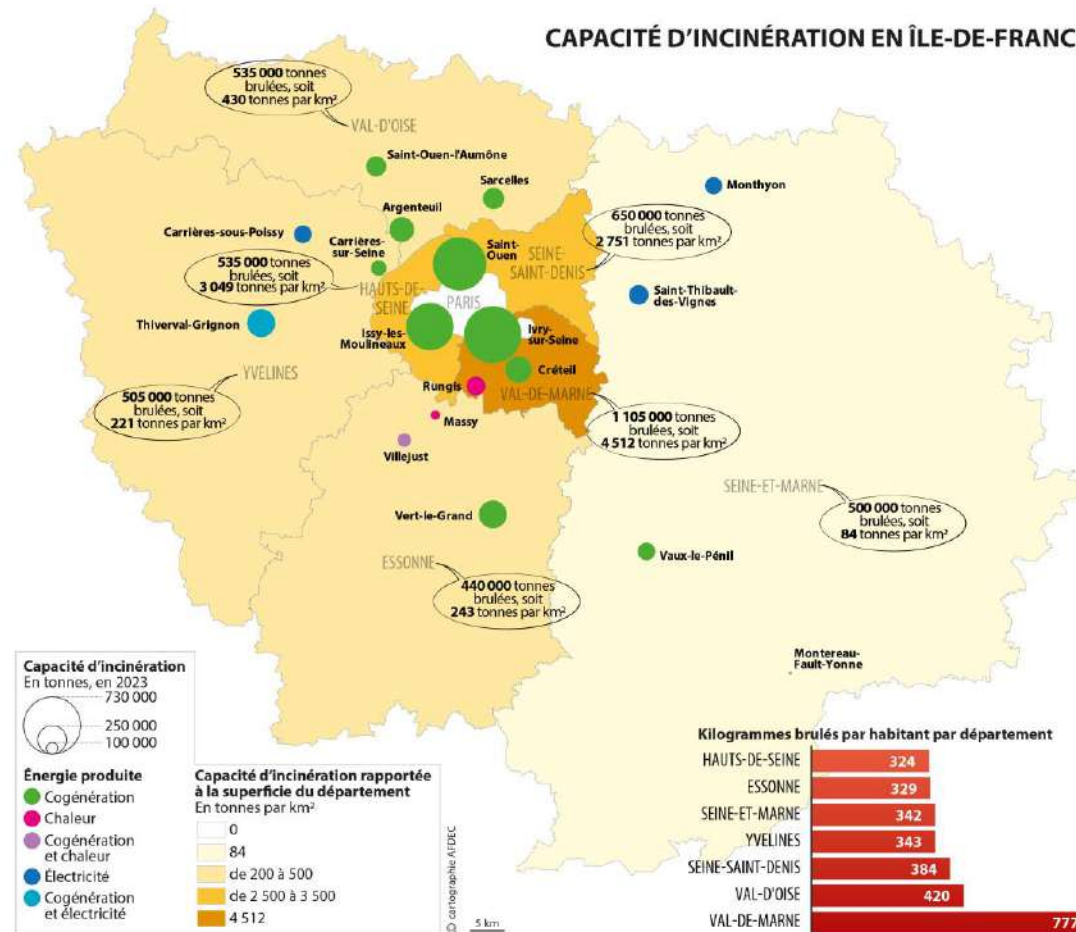 CAPACITÉ D'INCINÉRATION EN ÎLE-DE-FRANC
535 000 tonnes
brulées, soit
430 tonnes par km²
VAL-D'OISE
Saint-Ouen-l'Aumône
Sarcelles
Monthyon
Argenteuil
Carrières-sous-Poissy
Carrières-
sur-Seine
Saint-
Ouen
SEINE-
SAINT-DENIS
650 000 tonnes
brulées, soit
2 751 tonnes par km²
535 000 tonnes
brulées, soit
3 049 tonnes par km²
HAUTS-DE-
SEINE
PARIS
Saint-Thibault-
des-Vignes
Thiverval-Grignon
Issy-les-
Moulineaux
Ivry-
sur-Seine
Créteil
YVELINES
Rungis
VAL-DE-MARNE
505 000 tonnes
brulées, soit
221 tonnes par km²
Massy
1 105 000 tonnes
brulées, soit
4 512 tonnes par km²
Villejust
SEINE-ET-MARNE
500 000 tonnes
brulées, soit
84 tonnes par km²
Vert-le-Grand
Vaux-le-Pénil
ESSONNE
440 000 tonnes
brulées, soit
243 tonnes par km²
Montereau-
Fault-Yonne
Capacité d'incinération
En tonnes, en 2023
730 000
250 000
100 000
Énergie produite
Cogénération
Chaleur
Cogénération
et chaleur
Électricité
Cogénération
et électricité
Capacité d'incinération rapportée
à la superficie du département
En tonnes par km²
0
84
de 200 à 500
de 2 500 à 3 500
4 512
© cartographie AFDEC
5 km
Kilogrammes brulés par habitant par département
HAUTS-DE-SEINE 324
ESSONNE 329
SEINE-ET-MARNE 342
YVELINES 343
SEINE-SAINT-DENIS 384
VAL-D'OISE 420
VAL-DE-MARNE 777